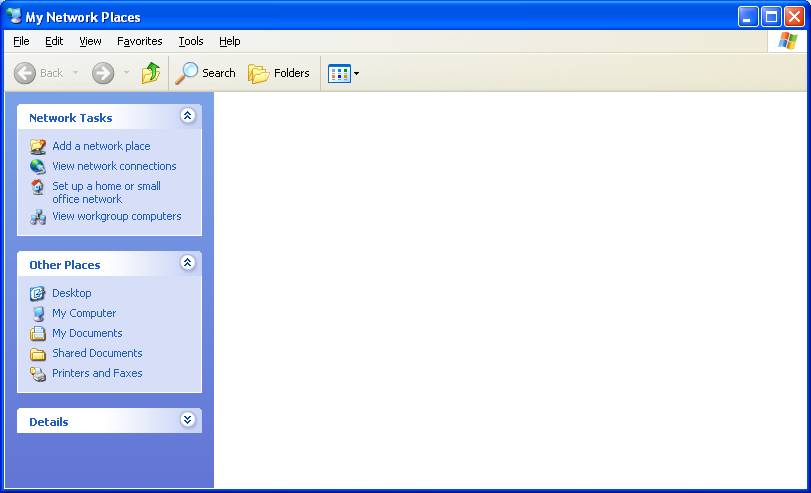 My Network Places
File Edit View Favorites Tools Help
Back Search Folders
Network Tasks
Add a network place
View network connections
Set up a home or small
office network
View workgroup computers
Other Places
Desktop
My Computer
My Documents
Shared Documents
Printers and Faxes
Details